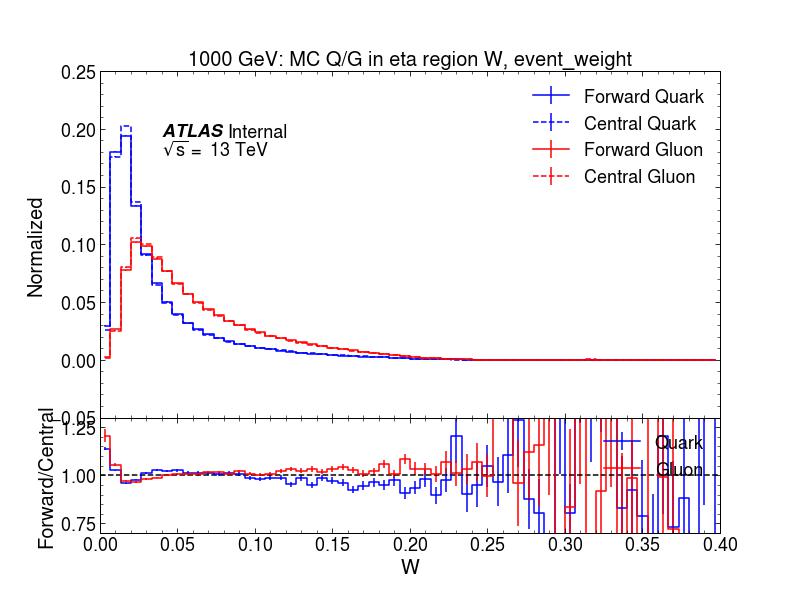 1000 GeV: MC Q/G in eta region W, event_weight
0.25
0.20
0.15
0.10
0.05
0.00
0.05
Normalized
ATLAS Internal
√s = 13 TeV
Forward Quark
Central Quark
Forward Gluon
Central Gluon
1.25
1.00
0.75
Forward/Central
Quark
Gluon
0.00 0.05 0.10 0.15 0.20 0.25 0.30 0.35 0.40
W